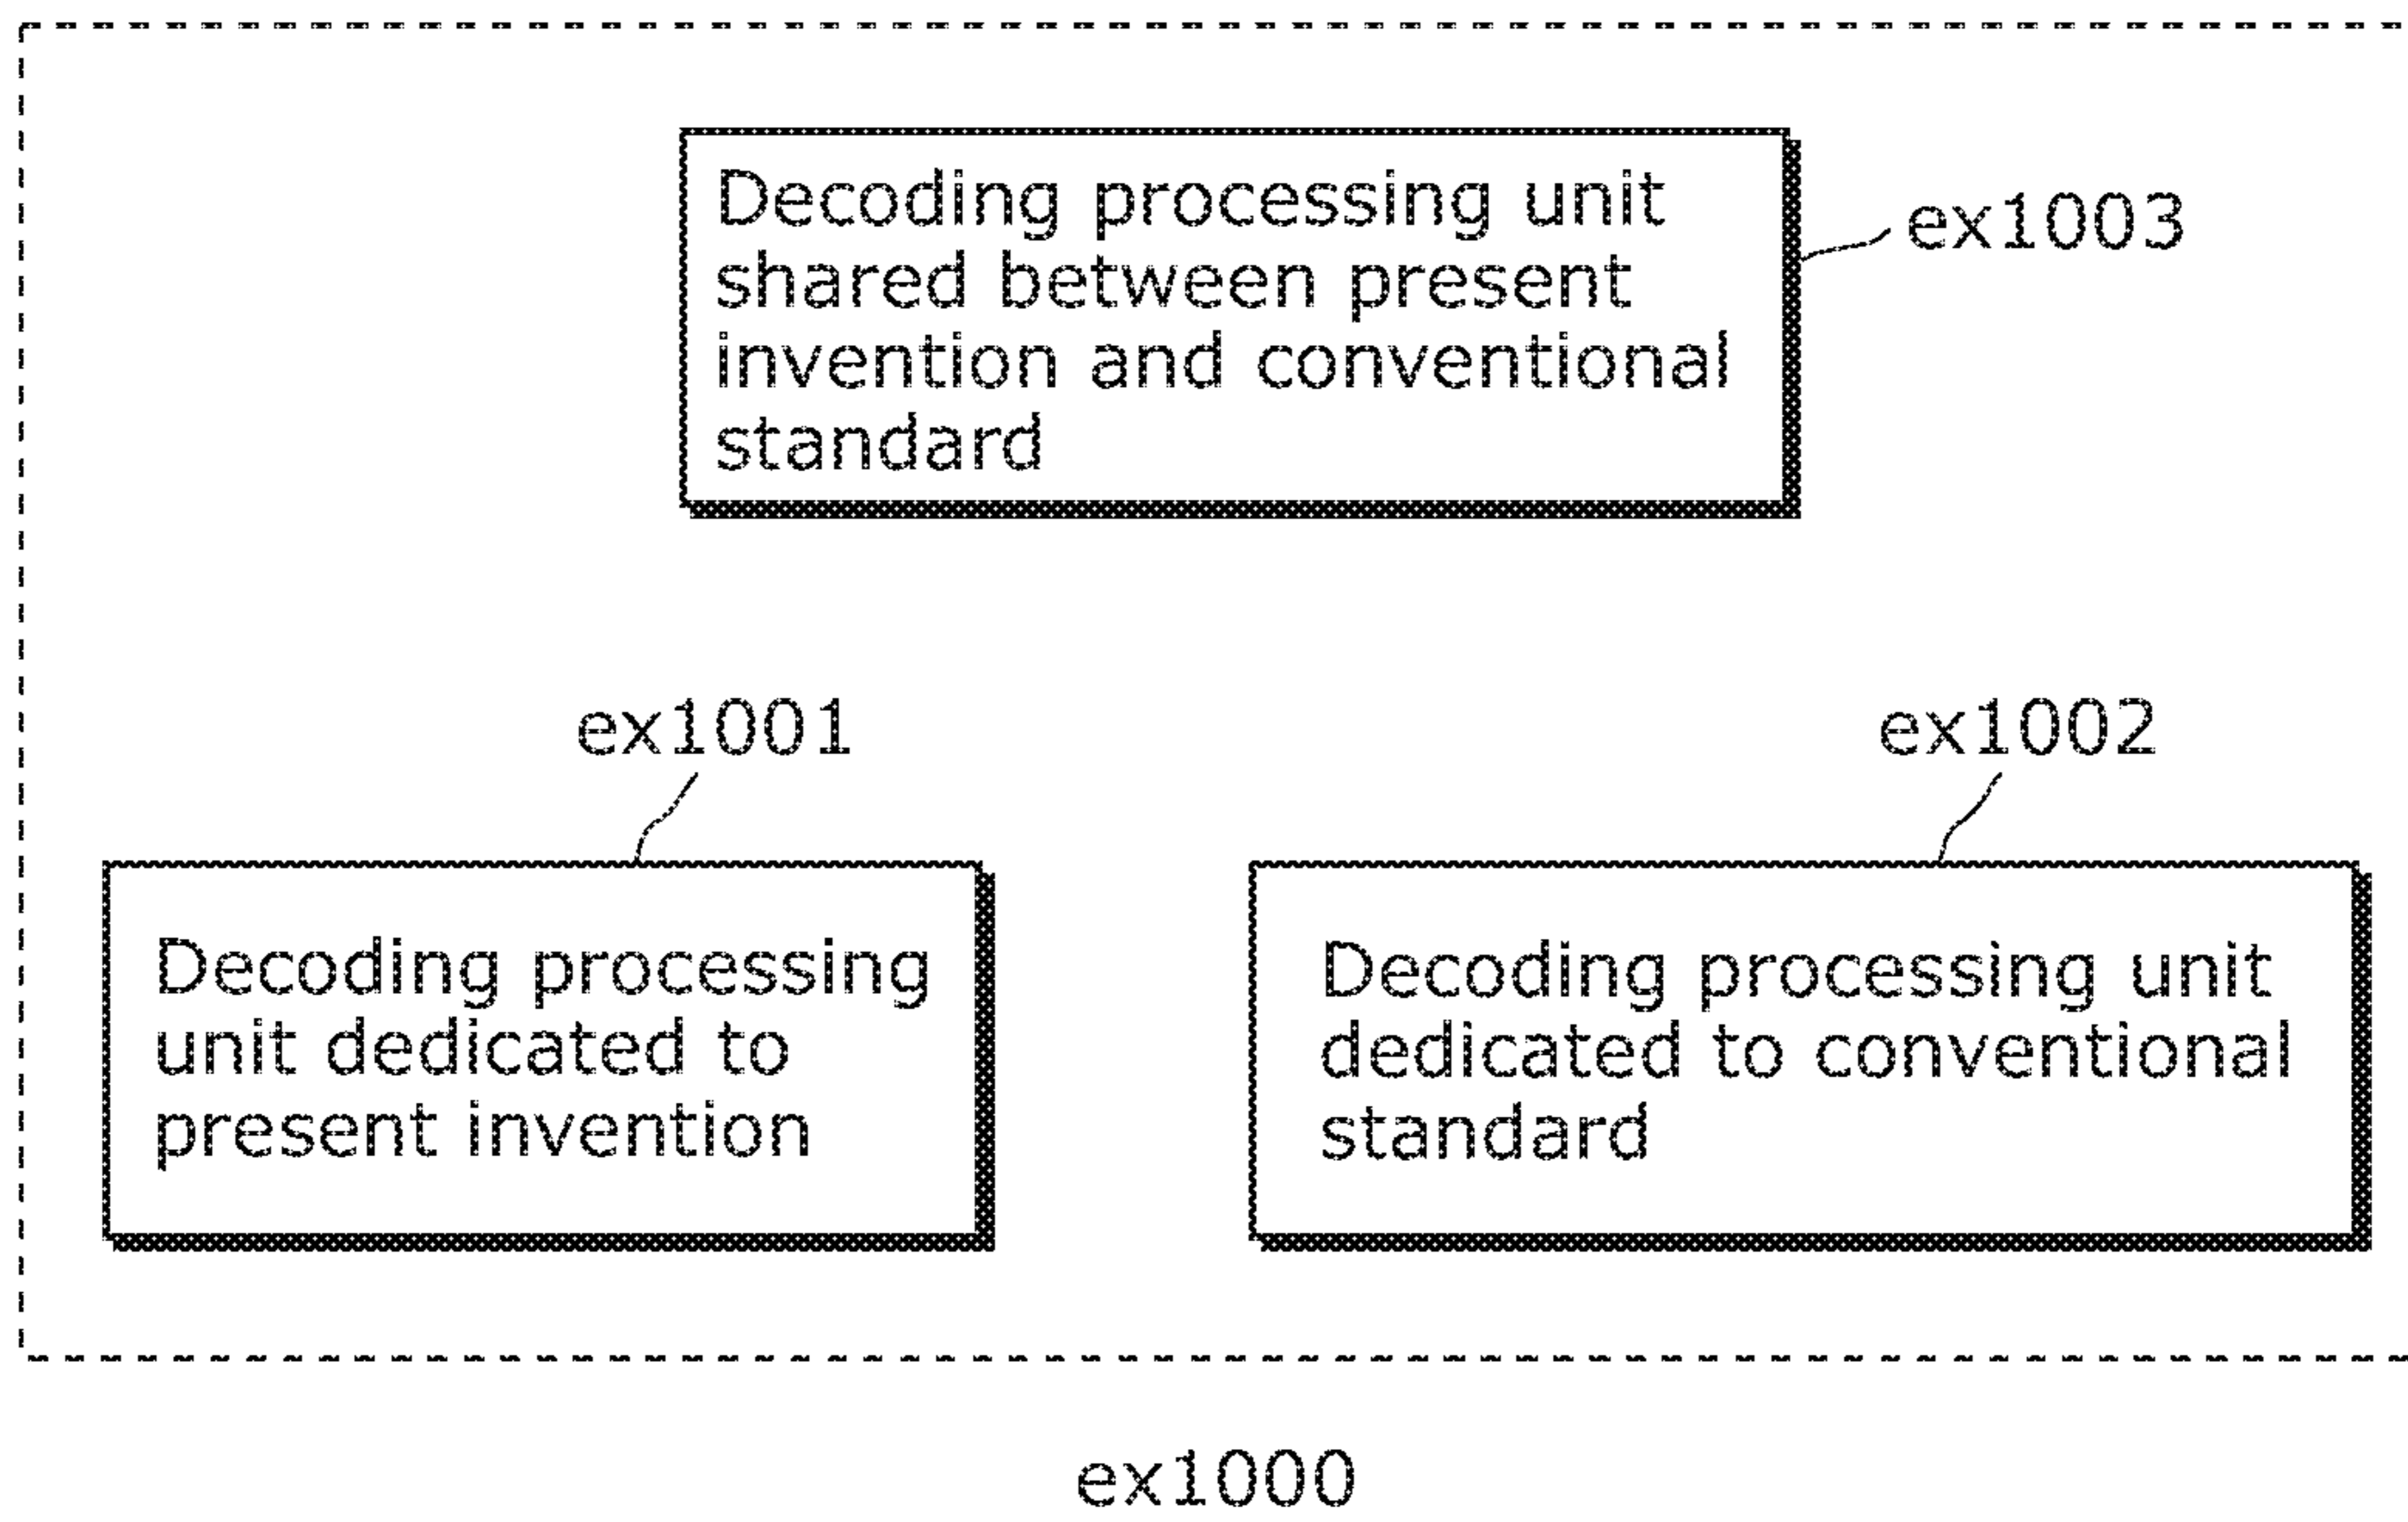 Decoding processing unit
shared between present
invention and conventional
standard
ex1003
ex1001
ex1002
Decoding processing
unit dedicated to
present invention
Decoding processing unit
dedicated to conventional
standard
ex1000